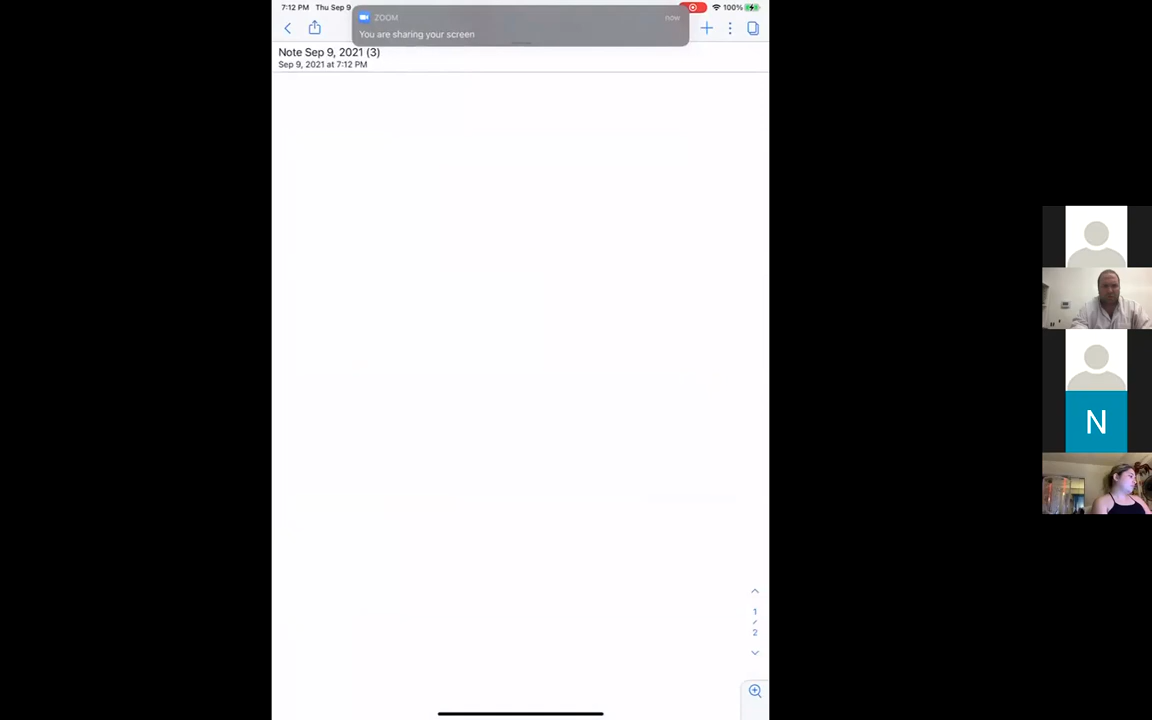 7:12 PM Thu Sep 9
100%
ZOOM
now
You are sharing your screen
Note Sep 9, 2021 (3)
Sep 9, 2021 at 7:12 PM
1
/
2
N